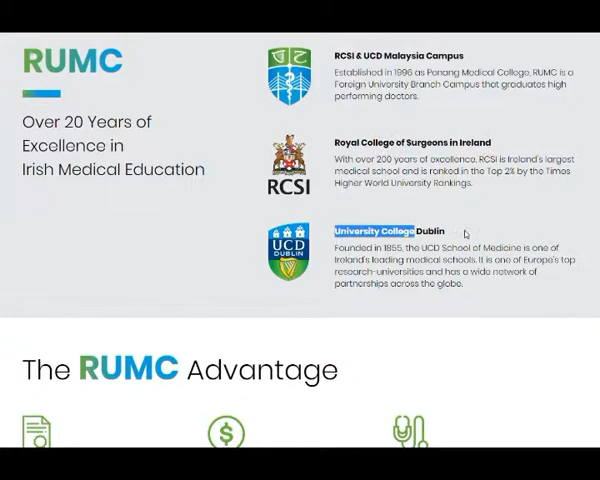 RUMC
Over 20 Years of
Excellence in
Irish Medical Education
RCSI & UCD Malaysia Campus
Established in 1996 as Penang Medical College, RUMC is a
Foreign University Branch Campus that graduates high
performing doctors.
RCSI
Royal College of Surgeons in Ireland
With over 200 years of excellence, RCSI is Ireland's largest
medical school and is ranked in the Top 2% by the Times
Higher World University Rankings.
UCD
DUBLIN
University College Dublin
Founded in 1855, the UCD School of Medicine is one of
Ireland's leading medical schools. It is one of Europe's top
research-universities and has a wide network of
partnerships across the globe.
The RUMC Advantage